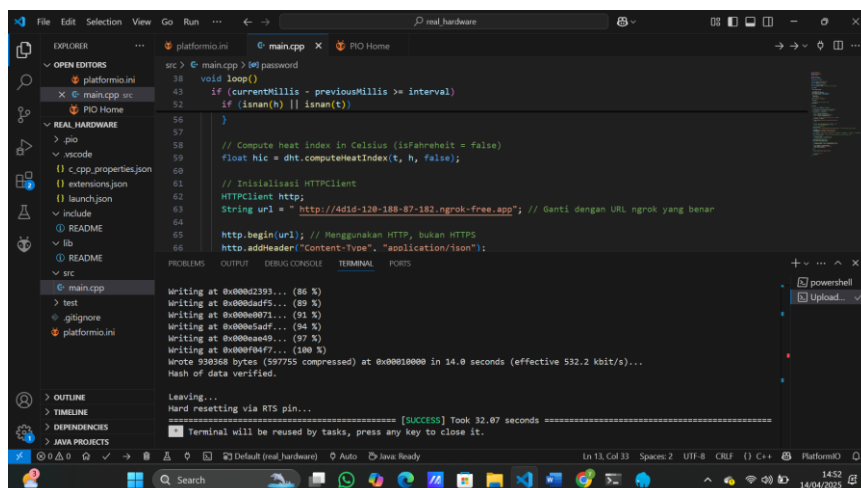 File Edit Selection View Go Run ... real_hardware
EXPLORER ...
platformio.ini main.cpp PIO Home
OPEN EDITORS
platformio.ini
main.cpp src
PIO Home
REAL_HARDWARE
.pio
.vscode
c_cpp_properties.json
extensions.json
launch.json
include
README
lib
README
src
main.cpp
test
.gitignore
platformio.ini
OUTLINE
TIMELINE
DEPENDENCIES
JAVA PROJECTS
src > main.cpp > password
38 void loop()
43 if (currentMillis - previousMillis >= interval)
52 if (isnan(h) || isnan(t))
56 }
57
58 // Compute heat index in Celsius (isFahreheit = false)
59 float hic = dht.computeHeatIndex(t, h, false);
60
61 // Inisialisasi HTTPClient
62 HTTPClient http;
63 String url = " http://4d1d-120-188-87-182.ngrok-free.app"; // Ganti dengan URL ngrok yang benar
64
65 http.begin(url); // Menggunakan HTTP, bukan HTTPS
66 http.addHeader("Content-Type", "application/json");
PROBLEMS OUTPUT DEBUG CONSOLE TERMINAL PORTS
powershell
Upload...
Writing at 0x000d2393... (86 %)
Writing at 0x000dadf5... (89 %)
Writing at 0x000e0071... (91 %)
Writing at 0x000e5adf... (94 %)
Writing at 0x000eae49... (97 %)
Writing at 0x000f04f7... (100 %)
Wrote 930368 bytes (597755 compressed) at 0x00010000 in 14.0 seconds (effective 532.2 kbit/s)...
Hash of data verified.
Leaving...
Hard resetting via RTS pin...
[SUCCESS] Took 32.07 seconds
* Terminal will be reused by tasks, press any key to close it.
0 0 Default (real_hardware) Auto Java: Ready Ln 13, Col 33 Spaces: 2 UTF-8 CRLF {} C++ PlatformIO
Search
14:52
14/04/2025